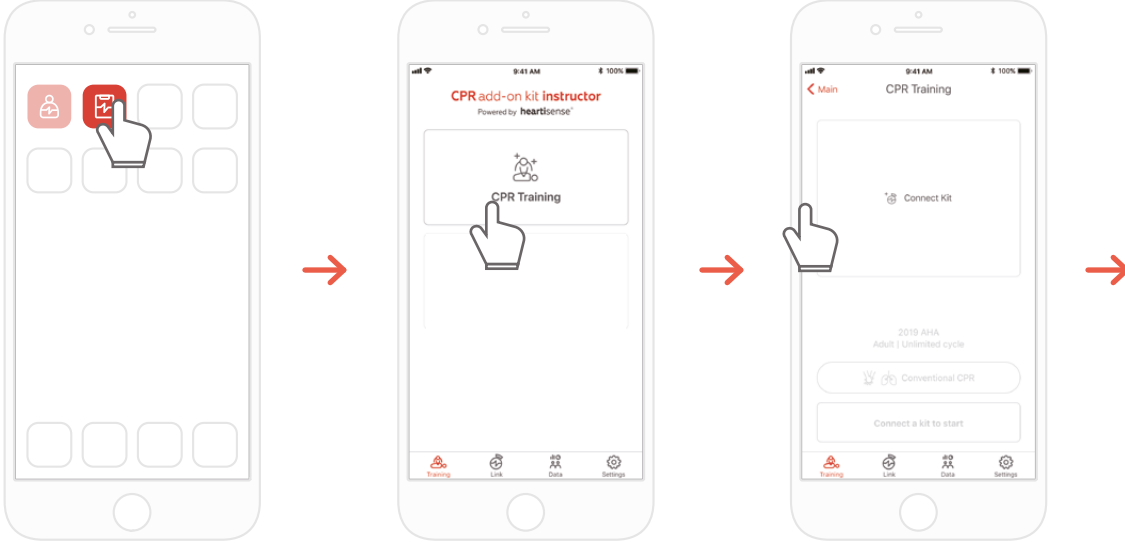 9:41 AM
100%
CPR add-on kit instructor
Powered by heartisense
CPR Training
Training
Link
Data
Settings
9:41 AM
100%
Main
CPR Training
Connect Kit
2019 AHA
Adult | Unlimited cycle
Conventional CPR
Connect a kit to start
Training
Link
Data
Settings